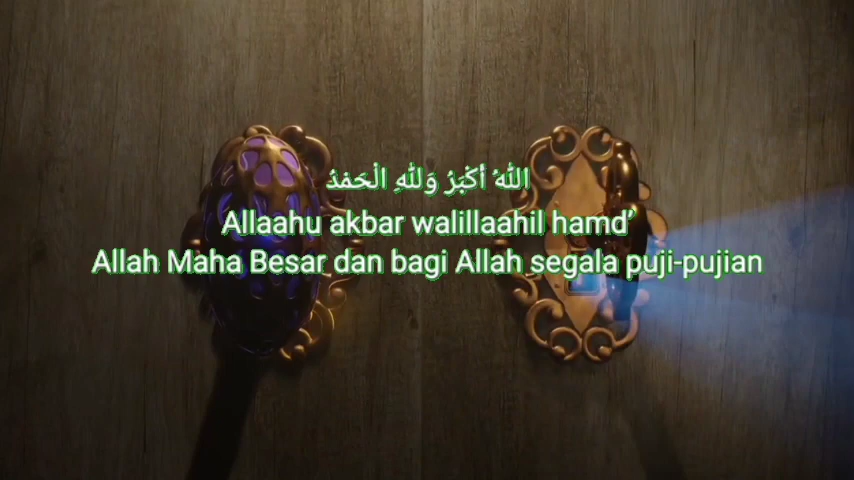 اللّٰهُ أَكْبَرُ وَلِلّٰهِ الْحَمْدُ
Allaahu akbar walillaahil hamd’
Allah Maha Besar dan bagi Allah segala puji-pujian